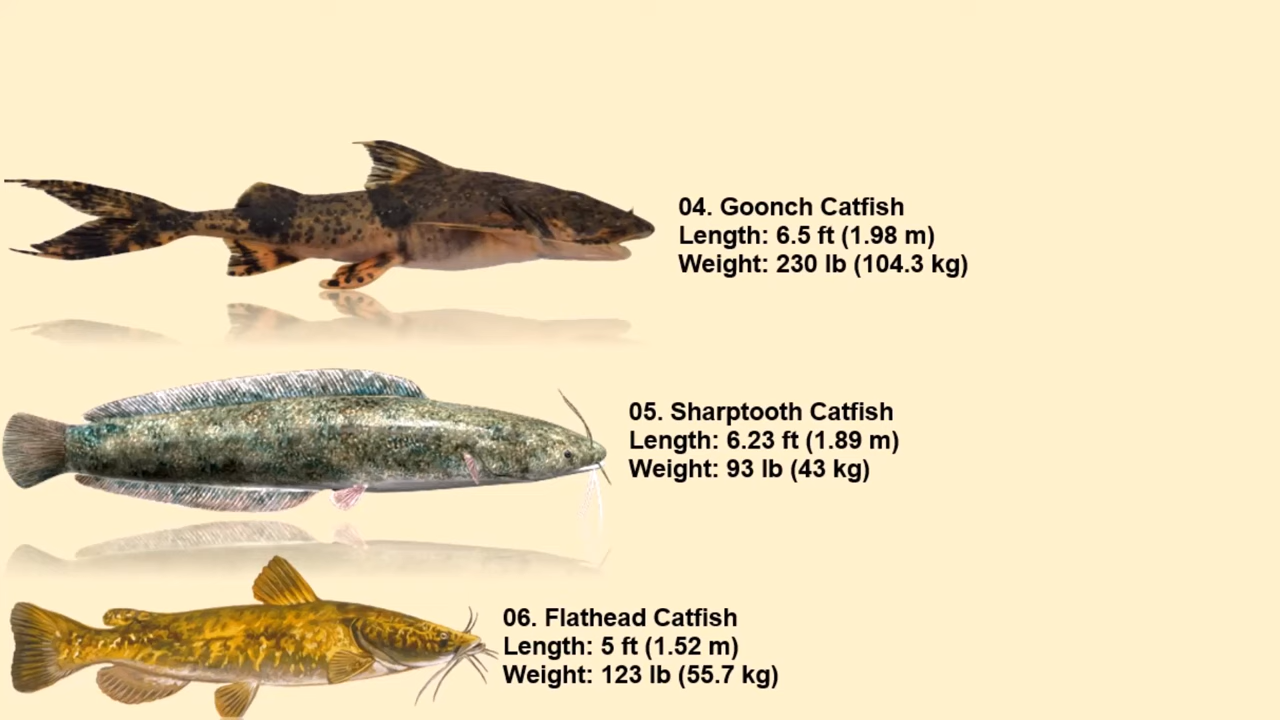 04. Goonch Catfish
Length: 6.5 ft (1.98 m)
Weight: 230 lb (104.3 kg)
05. Sharptooth Catfish
Length: 6.23 ft (1.89 m)
Weight: 93 lb (43 kg)
06. Flathead Catfish
Length: 5 ft (1.52 m)
Weight: 123 lb (55.7 kg)